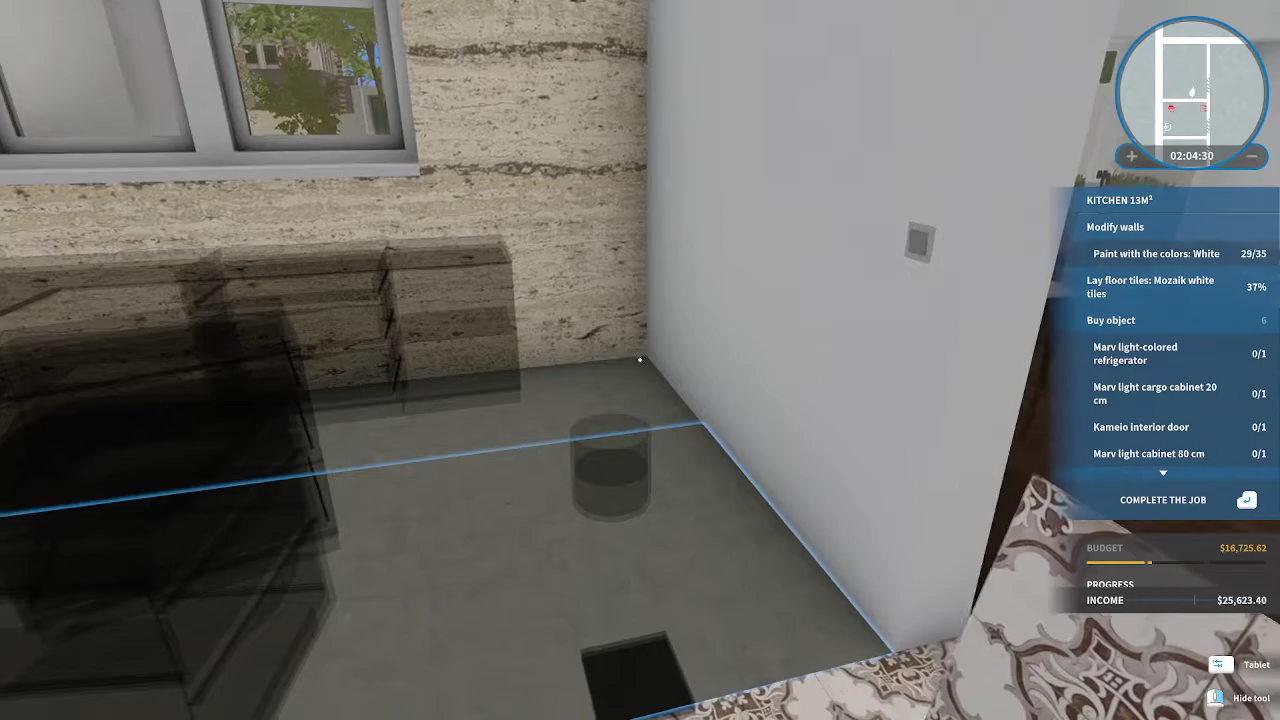 + 02:04:30 −
KITCHEN 13M²
Modify walls
Paint with the colors: White 29/35
Lay floor tiles: Mozaik white 37%
tiles
Buy object 6
Marv light-colored 0/1
refrigerator
Marv light cargo cabinet 20 0/1
cm
Kameio interior door 0/1
Marv light cabinet 80 cm 0/1
COMPLETE THE JOB
BUDGET $16,725.62
PROGRESS
INCOME $25,623.40
Tablet
Hide tool